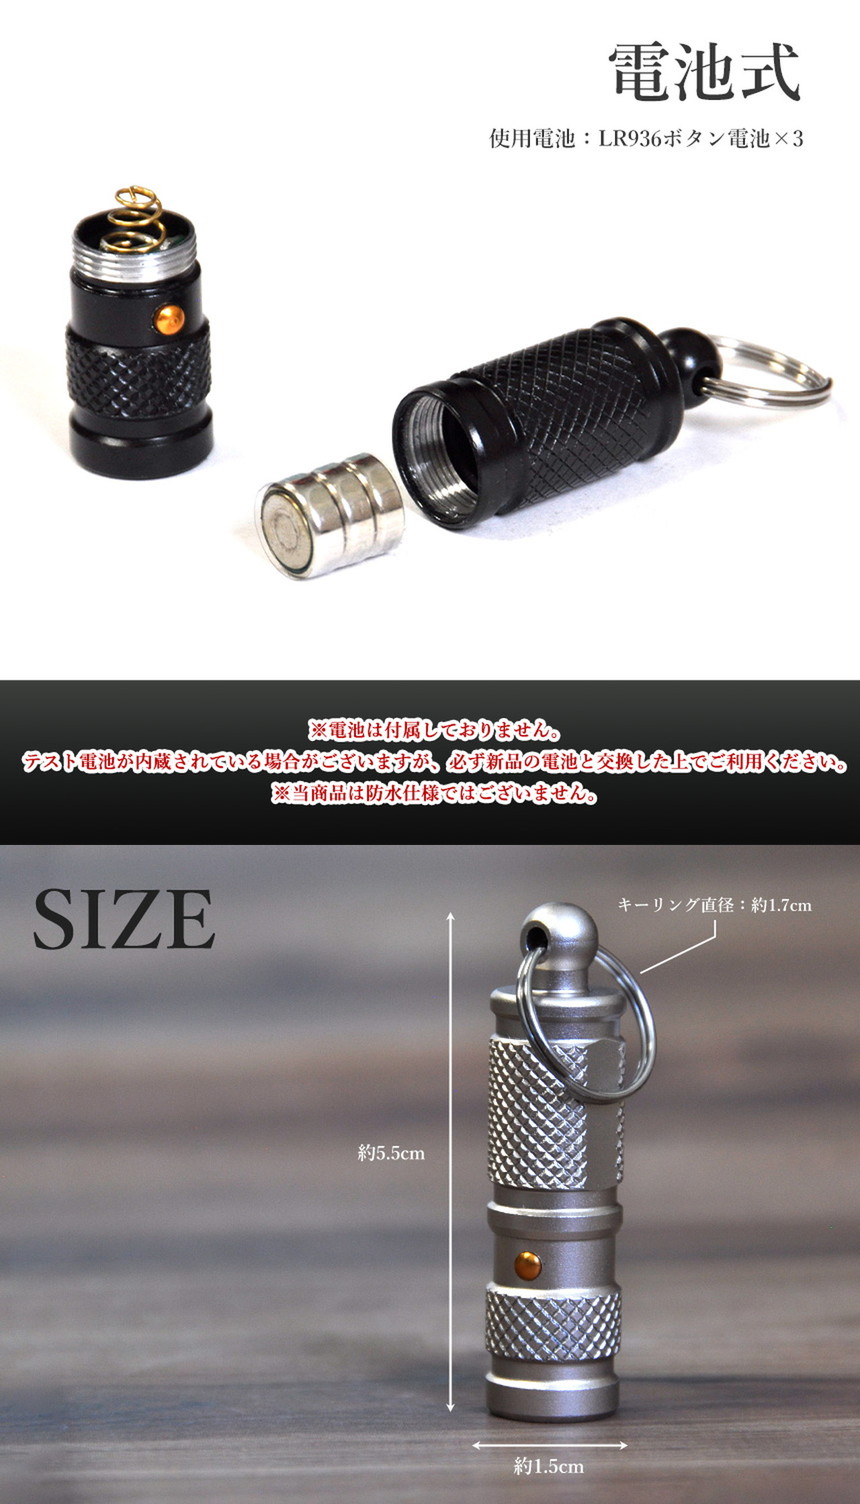 電池式
使用電池：LR936ボタン電池×3
※電池は付属しておりません。
テスト電池が内蔵されている場合がございますが、必ず新品の電池と交換した上でご利用ください。
※当商品は防水仕様ではございません。
SIZE
キーリング直径：約1.7cm
約5.5cm
約1.5cm